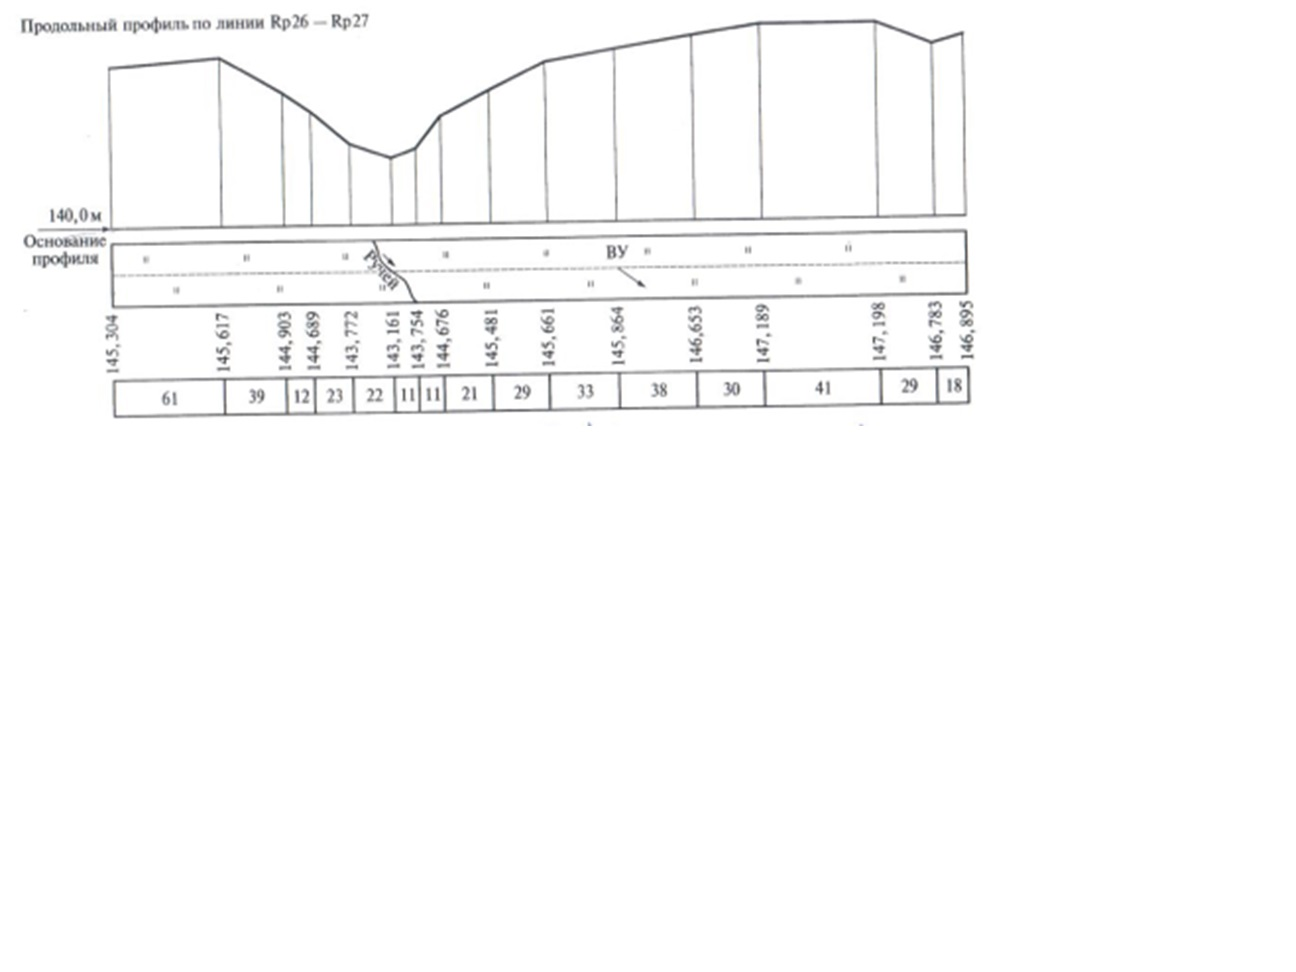 Продольный профиль по линии Rp26 — Rp27
140,0м
Основание
профиля
Ручей
ВУ
145,304 145,617 144,903 144,689 143,772 143,161 143,754 144,676 145,481 145,661 145,864 146,653 147,189 147,198 146,783 146,895
61 39 12 23 22 11 11 21 29 33 38 30 41 29 18